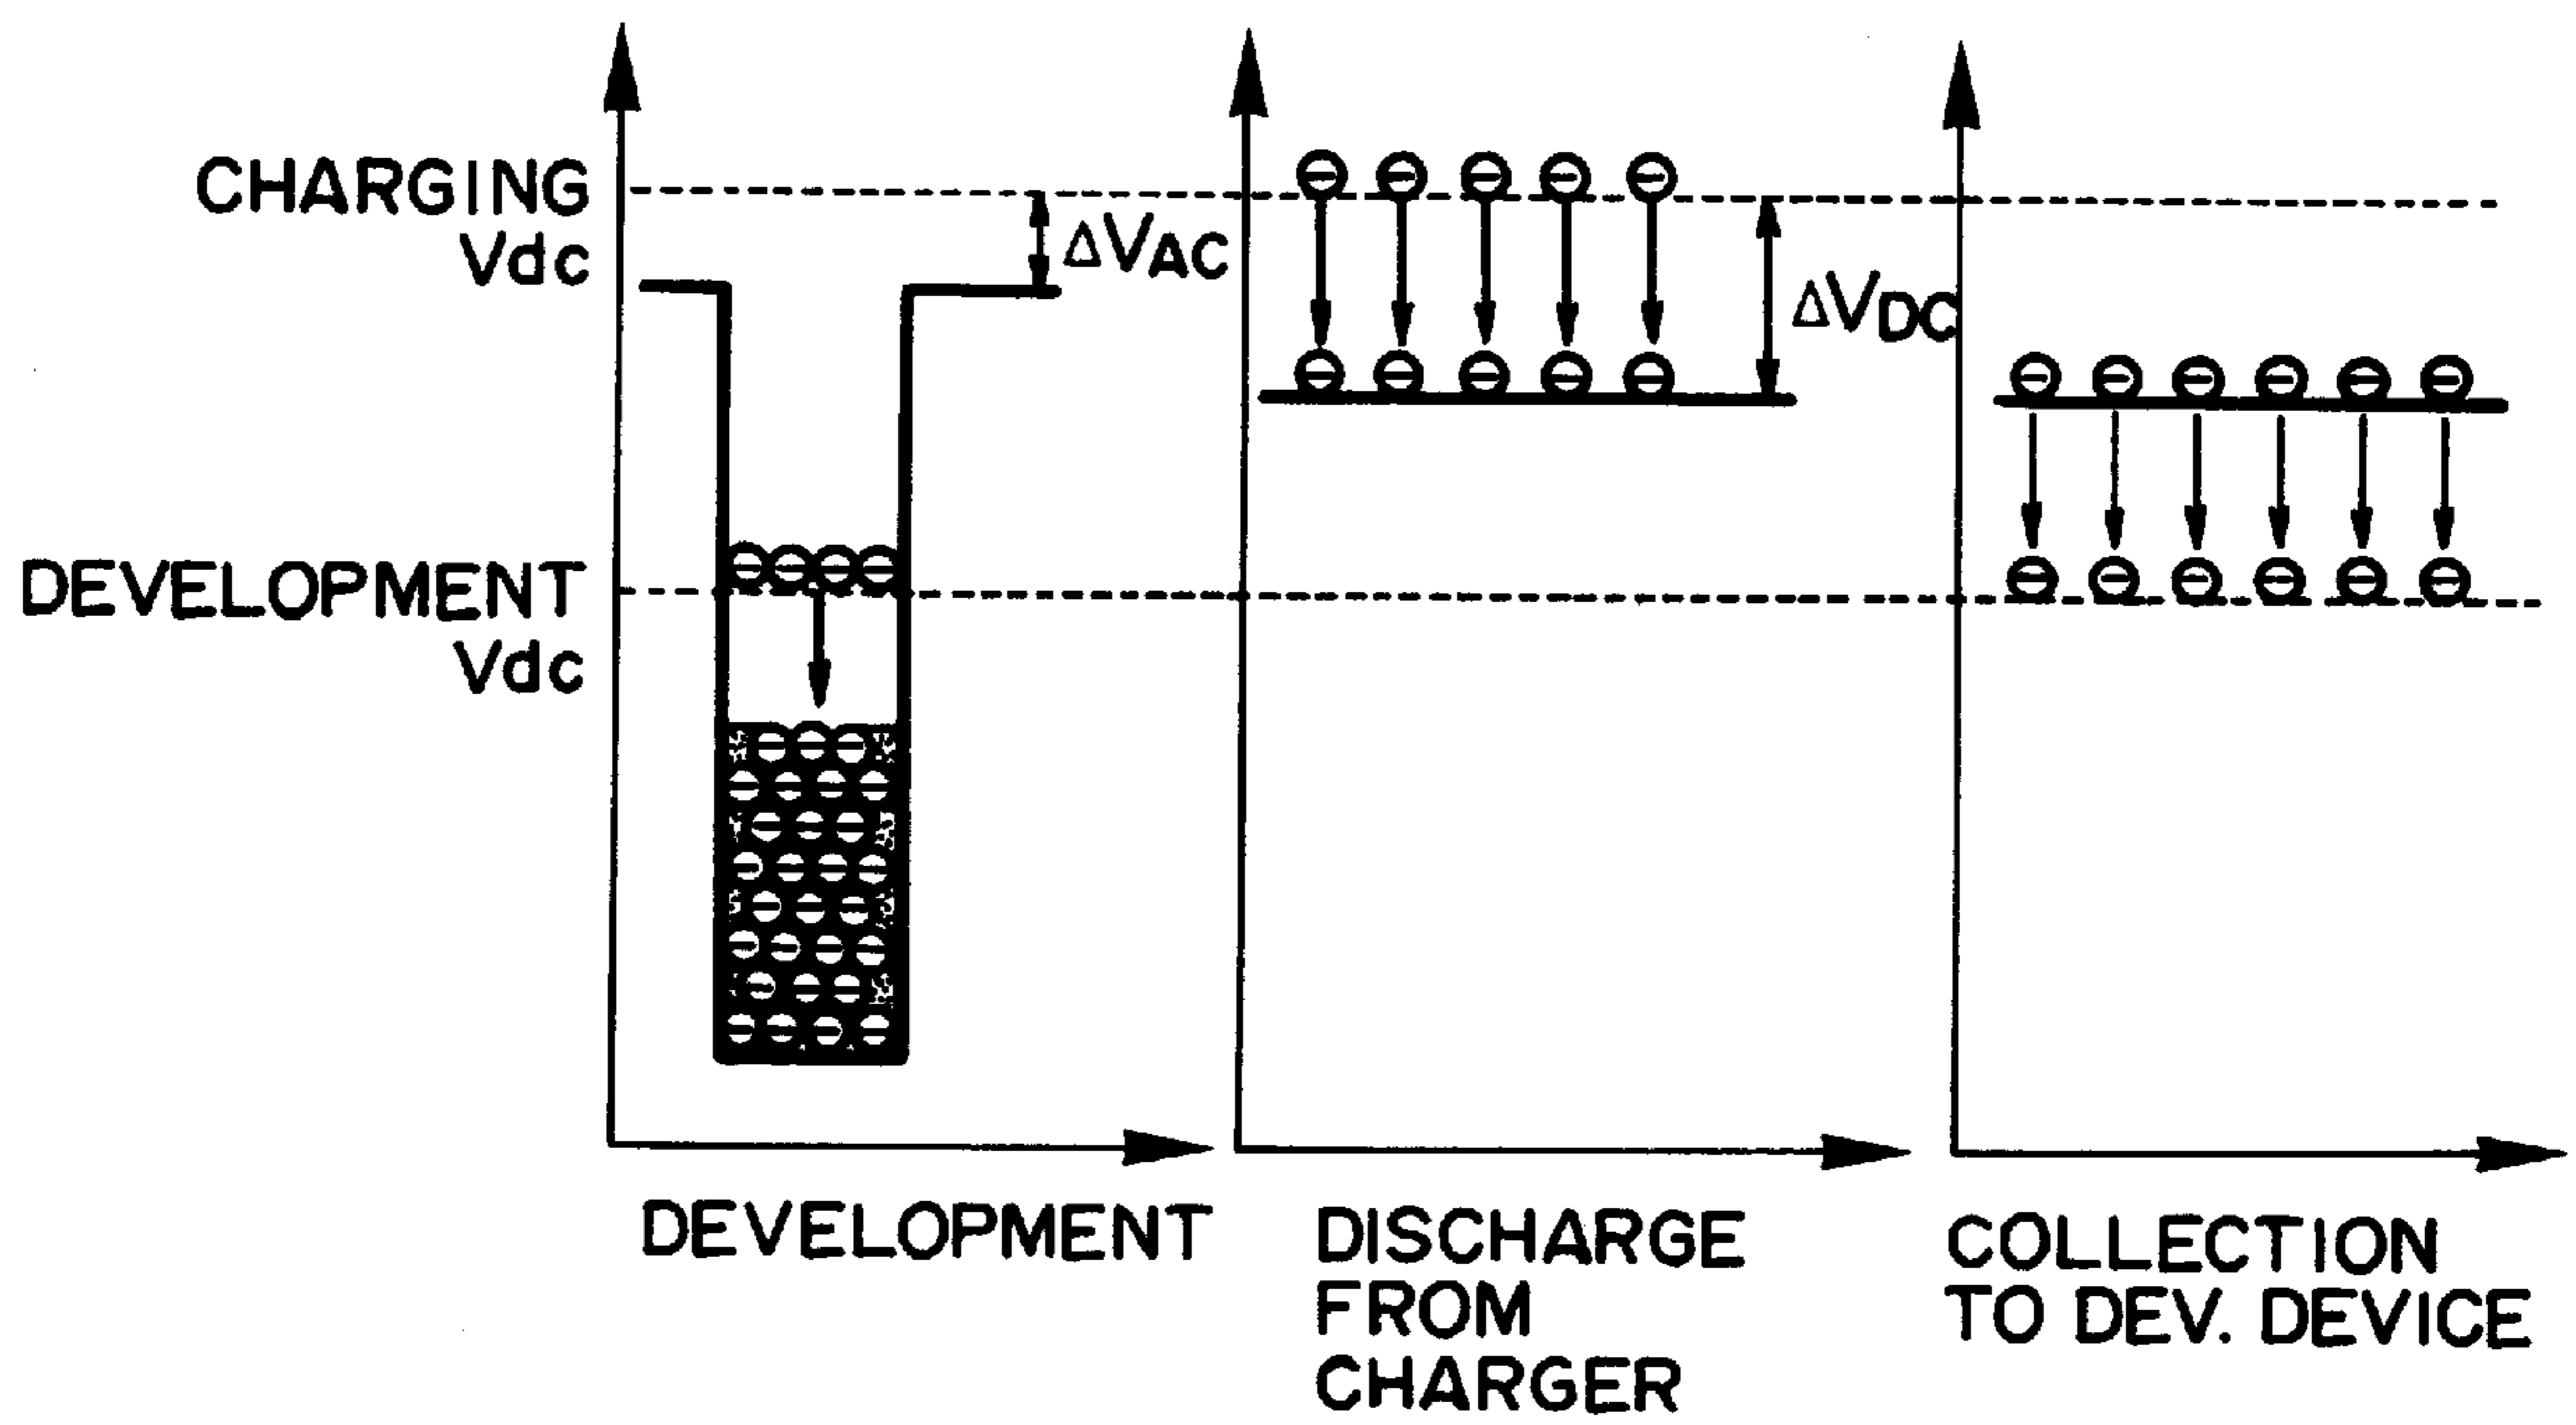 CHARGING
Vdc
ΔVAC
ΔVDC
DEVELOPMENT
Vdc
DEVELOPMENT
DISCHARGE
FROM
CHARGER
COLLECTION
TO DEV. DEVICE